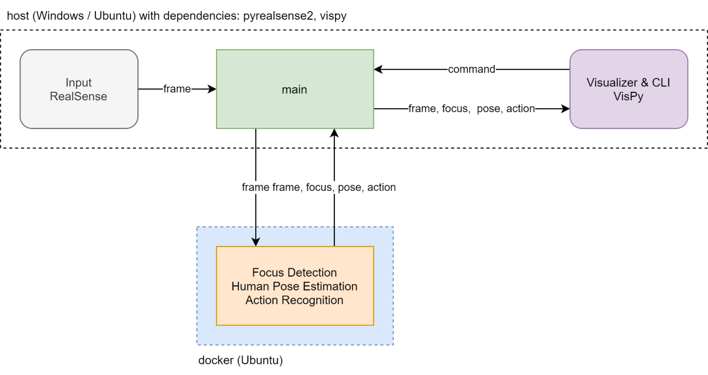 host (Windows / Ubuntu) with dependencies: pyrealsense2, vispy
Input
RealSense
frame
main
command
frame, focus,  pose, action
Visualizer & CLI
VisPy
frame
frame, focus, pose, action
Focus Detection
Human Pose Estimation
Action Recognition
docker (Ubuntu)